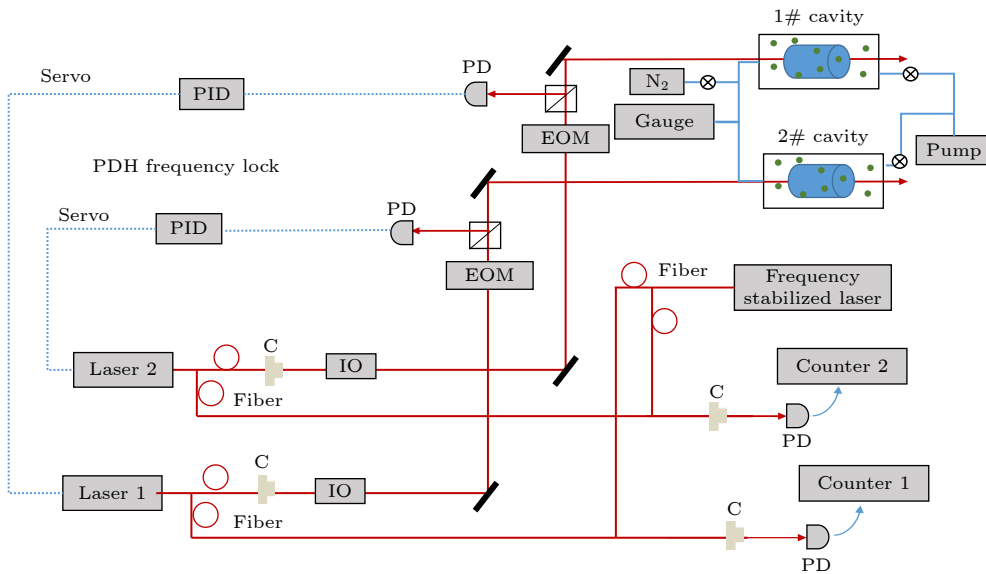 1# cavity
PD
Servo
PID
N2
EOM
Gauge
2# cavity
Pump
PDH frequency lock
PD
Servo
PID
EOM
Fiber
Frequency
stabilized laser
C
Laser 2
IO
Counter 2
Fiber
C
PD
C
Laser 1
IO
Counter 1
C
Fiber
PD